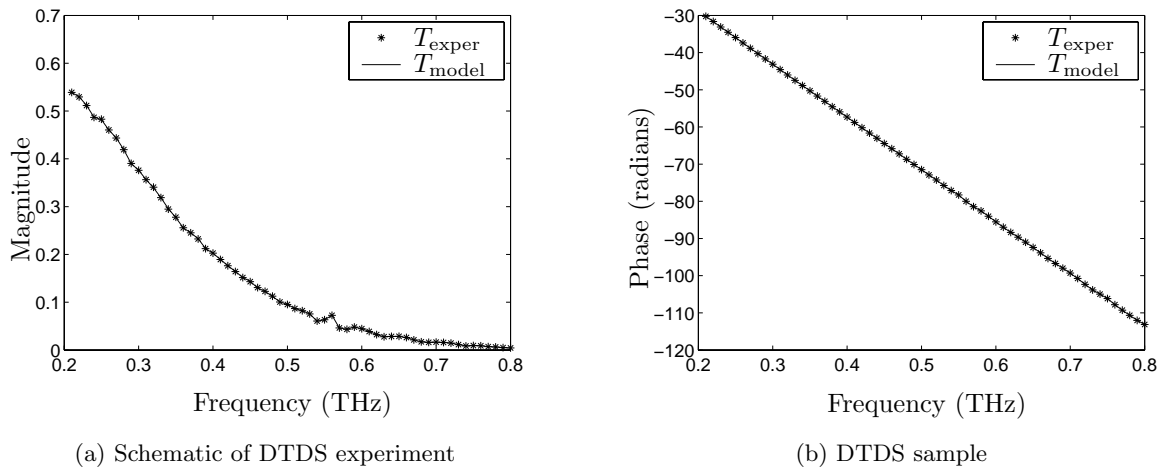 0.7
0.6
0.5
0.4
0.3
0.2
0.1
0
Magnitude
T_exper
T_model
0.2 0.3 0.4 0.5 0.6 0.7 0.8
Frequency (THz)
(a) Schematic of DTDS experiment
−30
−40
−50
−60
−70
−80
−90
−100
−110
−120
Phase (radians)
T_exper
T_model
0.2 0.3 0.4 0.5 0.6 0.7 0.8
Frequency (THz)
(b) DTDS sample